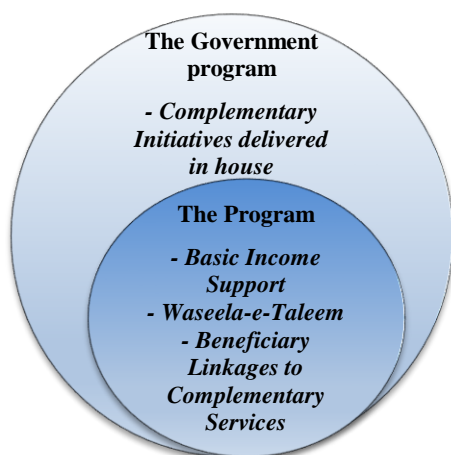 The Government
program
- Complementary
Initiatives delivered
in house
The Program
- Basic Income
Support
- Waseela-e-Taleem
- Beneficiary
Linkages to
Complementary
Services